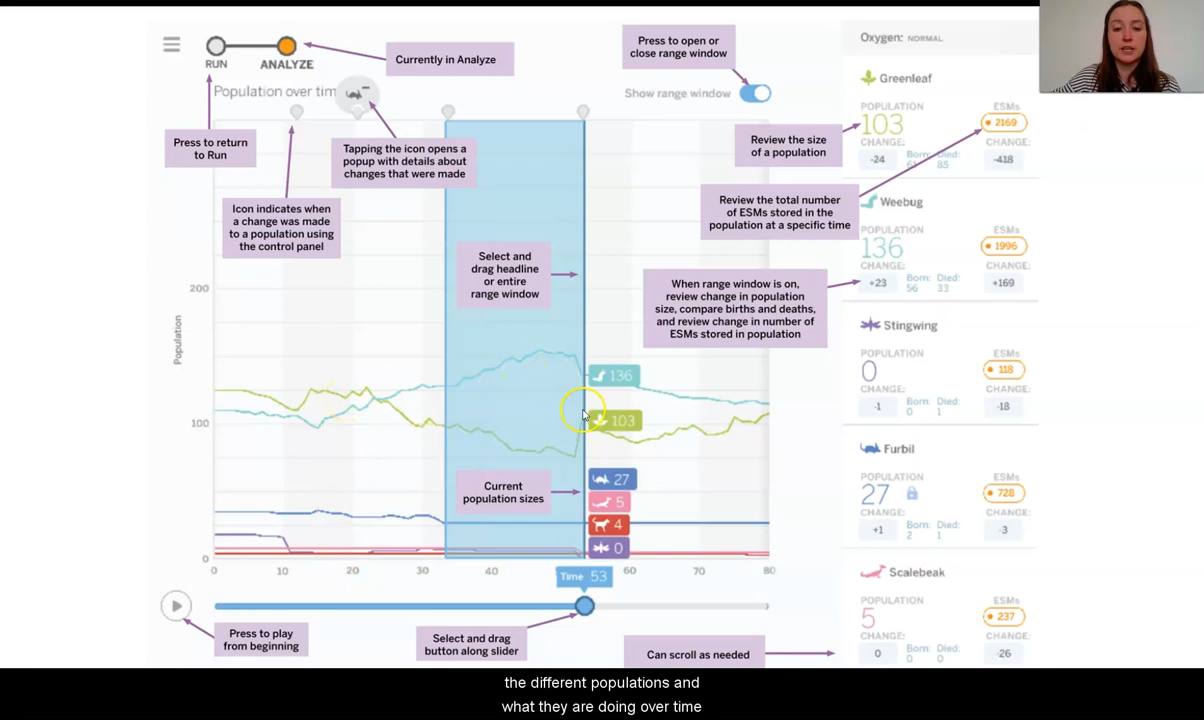 RUN
ANALYZE
Currently in Analyze
Press to open or
close range window
Population over tim
Show range window
Press to return
to Run
Tapping the icon opens a
popup with details about
changes that were made
Icon indicates when
a change was made
to a population using
the control panel
Select and
drag headline
or entire
range window
Review the size
of a population
Review the total number
of ESMs stored in the
population at a specific time
When range window is on,
review change in population
size, compare births and deaths,
and review change in number of
ESMs stored in population
Population
200
100
0
136
103
27
5
4
0
Current
population sizes
0 10 20 30 40 60 70 80
Time 53
Press to play
from beginning
Select and drag
button along slider
Can scroll as needed
Oxygen: NORMAL
Greenleaf
POPULATION ESMs
103 2169
CHANGE: Born: Died: CHANGE:
-24 61 85 -418
Weebug
POPULATION ESMs
136 1996
CHANGE: Born: Died: CHANGE:
+23 56 33 +169
Stingwing
POPULATION ESMs
0 118
CHANGE: Born: Died: CHANGE:
-1 0 1 -18
Furbil
POPULATION ESMs
27 728
CHANGE: Born: Died: CHANGE:
+1 2 1 -3
Scalebeak
POPULATION ESMs
5 237
CHANGE: Born: Died: CHANGE:
0 0 0 -26
the different populations and
what they are doing over time